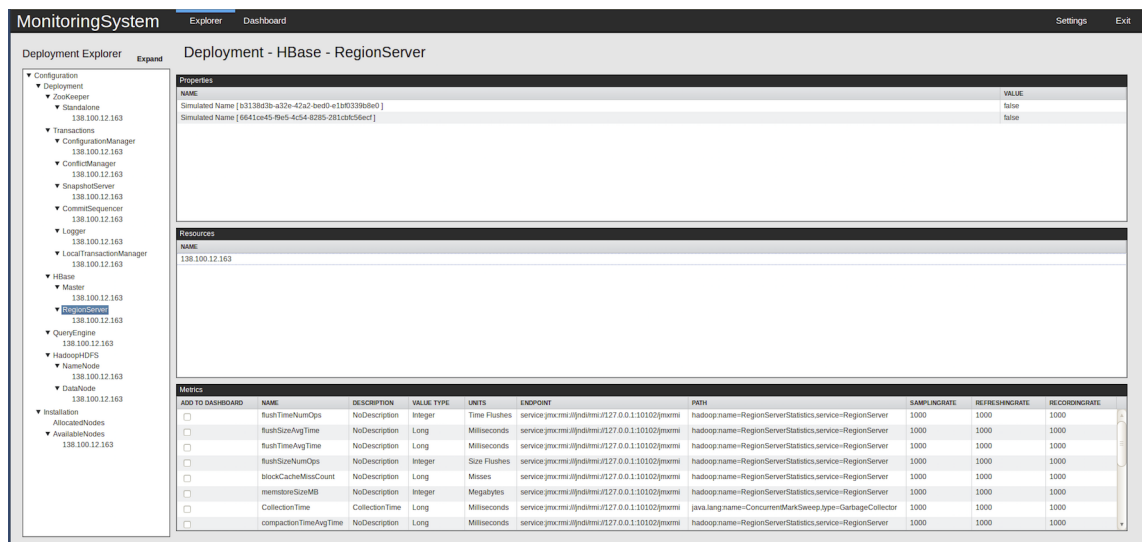 MonitoringSystem Explorer Dashboard Settings Exit
Deployment Explorer Expand
▼ Configuration
▼ Deployment
▼ ZooKeeper
▼ Standalone
138.100.12.163
▼ Transactions
▼ ConfigurationManager
138.100.12.163
▼ ConflictManager
138.100.12.163
▼ SnapshotServer
138.100.12.163
▼ CommitSequencer
138.100.12.163
▼ Logger
138.100.12.163
▼ LocalTransactionManager
138.100.12.163
▼ HBase
▼ Master
138.100.12.163
▼ RegionServer
138.100.12.163
▼ QueryEngine
138.100.12.163
▼ HadoopHDFS
▼ NameNode
138.100.12.163
▼ DataNode
138.100.12.163
▼ Installation
AllocatedNodes
▼ AvailableNodes
138.100.12.163
Deployment - HBase - RegionServer
Properties
NAME VALUE
Simulated Name [ b3138d3b-a32e-42a2-bed0-e1bf0339b8e0 ] false
Simulated Name [ 6641ce45-f9e5-4c54-8285-281cbfc56ecf ] false
Resources
NAME
138.100.12.163
Metrics
ADD TO DASHBOARD NAME DESCRIPTION VALUE TYPE UNITS ENDPOINT PATH SAMPLINGRATE REFRESHINGRATE RECORDINGRATE
flushTimeNumOps NoDescription Integer Time Flushes service:jmx:rmi:///jndi/rmi://127.0.0.1:10102/jmxrmi hadoop:name=RegionServerStatistics,service=RegionServer 1000 1000 1000
flushSizeAvgTime NoDescription Long Milliseconds service:jmx:rmi:///jndi/rmi://127.0.0.1:10102/jmxrmi hadoop:name=RegionServerStatistics,service=RegionServer 1000 1000 1000
flushTimeAvgTime NoDescription Long Milliseconds service:jmx:rmi:///jndi/rmi://127.0.0.1:10102/jmxrmi hadoop:name=RegionServerStatistics,service=RegionServer 1000 1000 1000
flushSizeNumOps NoDescription Integer Size Flushes service:jmx:rmi:///jndi/rmi://127.0.0.1:10102/jmxrmi hadoop:name=RegionServerStatistics,service=RegionServer 1000 1000 1000
blockCacheMissCount NoDescription Long Misses service:jmx:rmi:///jndi/rmi://127.0.0.1:10102/jmxrmi hadoop:name=RegionServerStatistics,service=RegionServer 1000 1000 1000
memstoreSizeMB NoDescription Integer Megabytes service:jmx:rmi:///jndi/rmi://127.0.0.1:10102/jmxrmi hadoop:name=RegionServerStatistics,service=RegionServer 1000 1000 1000
CollectionTime CollectionTime Long Milliseconds service:jmx:rmi:///jndi/rmi://127.0.0.1:10102/jmxrmi java.lang:name=ConcurrentMarkSweep,type=GarbageCollector 1000 1000 1000
compactionTimeAvgTime NoDescription Long Milliseconds service:jmx:rmi:///jndi/rmi://127.0.0.1:10102/jmxrmi hadoop:name=RegionServerStatistics,service=RegionServer 1000 1000 1000